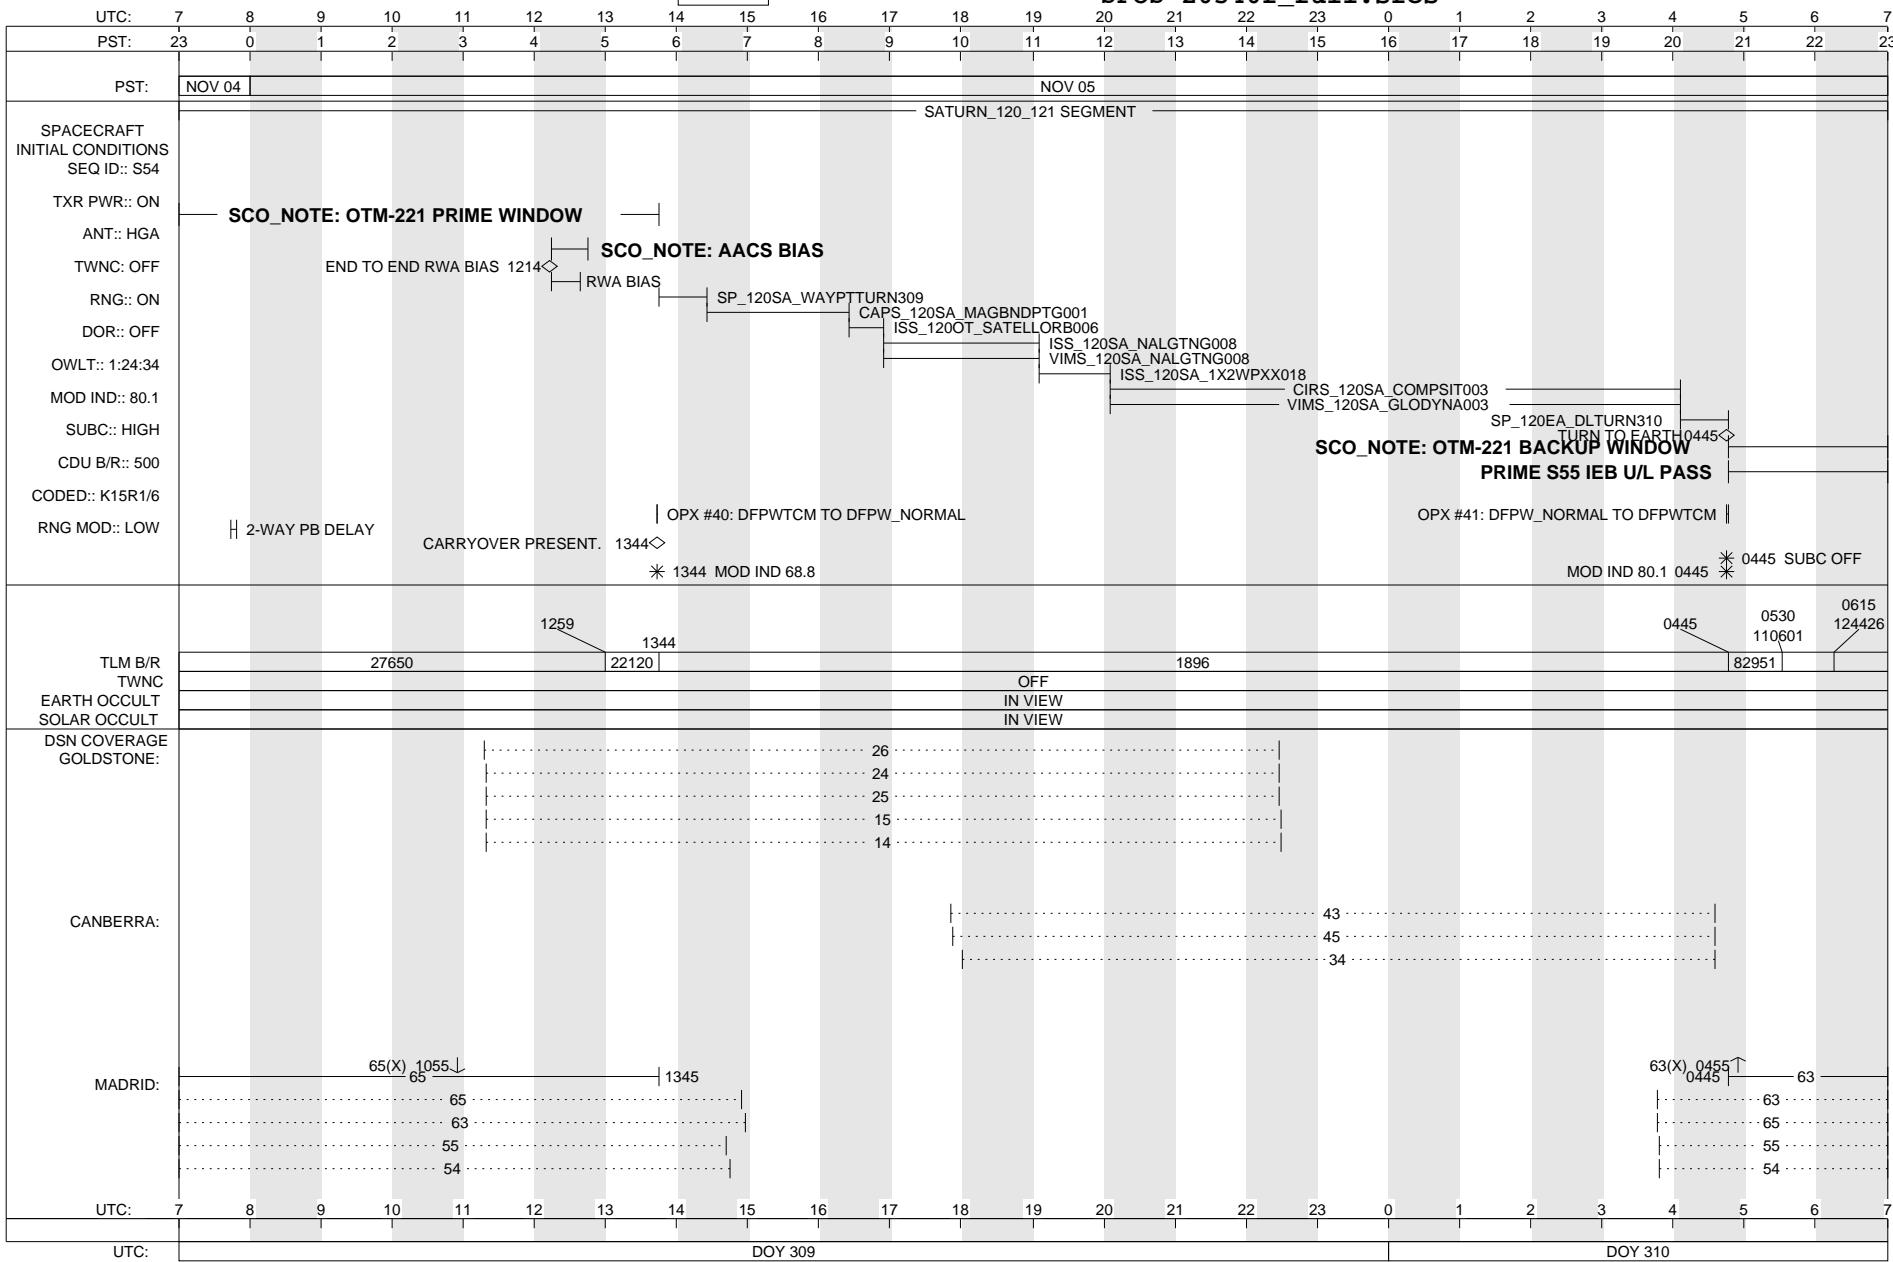 UTC: 7 8 9 10 11 12 13 14 15 16 17 18 19 20 21 22 23 0 1 2 3 4 5 6 7
PST: 23 0 1 2 3 4 5 6 7 8 9 10 11 12 13 14 15 16 17 18 19 20 21 22 23
PST: NOV 04 NOV 05
SATURN_120_121 SEGMENT
SPACECRAFT
INITIAL CONDITIONS
SEQ ID:: S54
TXR PWR:: ON
SCO_NOTE: OTM-221 PRIME WINDOW
ANT:: HGA
SCO_NOTE: AACS BIAS
TWNC: OFF
END TO END RWA BIAS 1214
RWA BIAS
RNG:: ON
SP_120SA_WAYPTTURN309
CAPS_120SA_MAGBNDPTG001
DOR:: OFF
ISS_120OT_SATELLORB006
ISS_120SA_NALGTNG008
VIMS_120SA_NALGTNG008
OWLT:: 1:24:34
ISS_120SA_1X2WPXX018
CIRS_120SA_COMPSIT003
MOD IND:: 80.1
VIMS_120SA_GLODYNA003
SP_120EA_DLTURN310
SUBC:: HIGH
TURN TO EARTH 0445
SCO_NOTE: OTM-221 BACKUP WINDOW
CDU B/R:: 500
PRIME S55 IEB U/L PASS
CODED:: K15R1/6
OPX #40: DFPWTCM TO DFPW_NORMAL
OPX #41: DFPW_NORMAL TO DFPWTCM
RNG MOD:: LOW
2-WAY PB DELAY
CARRYOVER PRESENT. 1344
0445 SUBC OFF
1344 MOD IND 68.8
MOD IND 80.1 0445
1259
1344
0445
0530
110601
0615
124426
TLM B/R 27650 22120 1896 82951
TWNC OFF
EARTH OCCULT IN VIEW
SOLAR OCCULT IN VIEW
DSN COVERAGE
GOLDSTONE:
26
24
25
15
14
CANBERRA:
43
45
34
MADRID:
65(X) 1055
65 1345
65
63
55
54
63(X) 0455
0445 63
63
65
55
54
UTC: 7 8 9 10 11 12 13 14 15 16 17 18 19 20 21 22 23 0 1 2 3 4 5 6 7
UTC: DOY 309 DOY 310